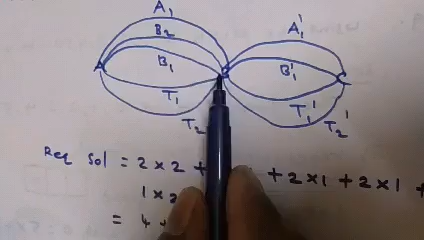 A₁ A₁'
B₂
B₁ B₁'
T₁ T₁'
T₂ T₂'
Req Sol = 2 × 2 + + 2 × 1 + 2 × 1 +
1 × 2
= 4